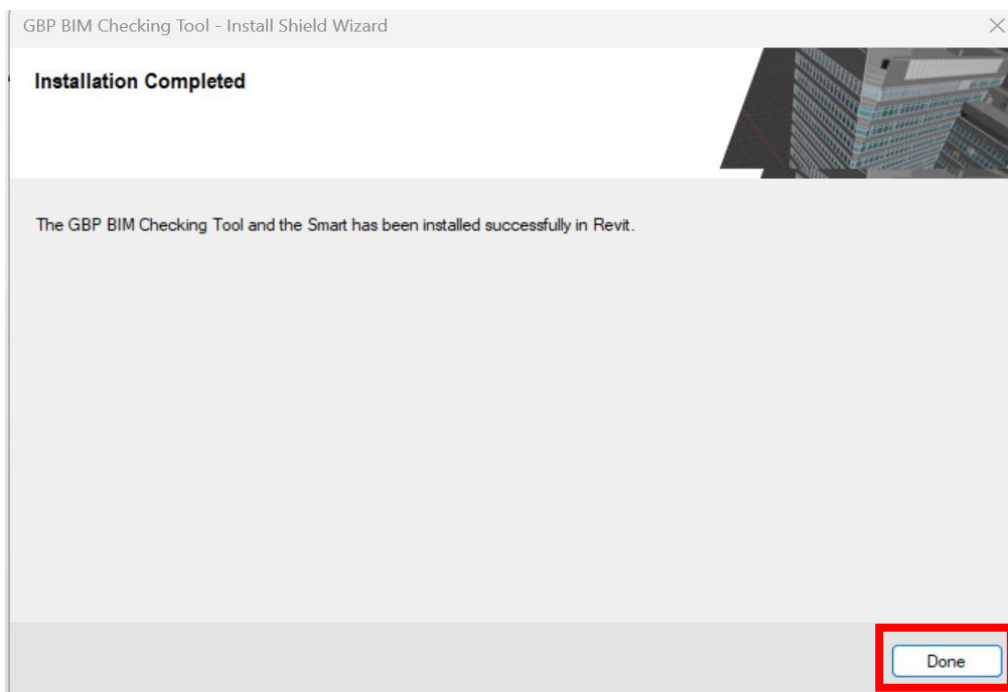 GBP BIM Checking Tool - Install Shield Wizard
Installation Completed
The GBP BIM Checking Tool and the Smart has been installed successfully in Revit.
Done